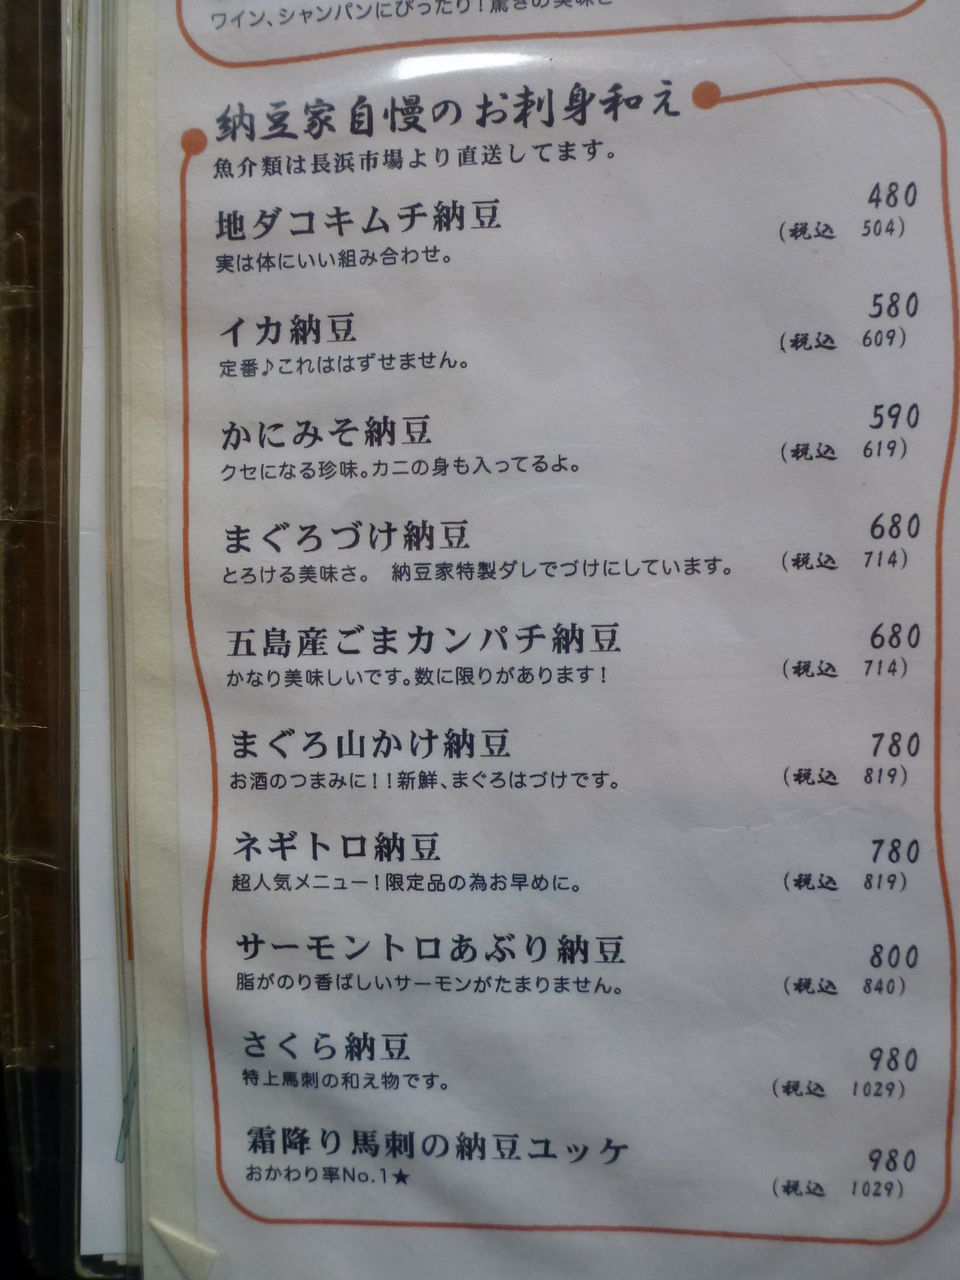 ワイン、シャンパンにぴったり！驚きの美味さ
納豆家自慢のお刺身和え
魚介類は長浜市場より直送してます。
地ダコキムチ納豆 480
(税込 504)
実は体にいい組み合わせ。
イカ納豆 580
(税込 609)
定番♪これははずせません。
かにみそ納豆 590
(税込 619)
クセになる珍味。カニの身も入ってるよ。
まぐろづけ納豆 680
(税込 714)
とろける美味さ。 納豆家特製ダレでづけにしています。
五島産ごまカンパチ納豆 680
(税込 714)
かなり美味しいです。数に限りがあります！
まぐろ山かけ納豆 780
(税込 819)
お酒のつまみに！！新鮮、まぐろはづけです。
ネギトロ納豆 780
(税込 819)
超人気メニュー！限定品の為お早めに。
サーモントロあぶり納豆 800
(税込 840)
脂がのり香ばしいサーモンがたまりません。
さくら納豆 980
(税込 1029)
特上馬刺の和え物です。
霜降り馬刺の納豆ユッケ 980
(税込 1029)
おかわり率No.1★